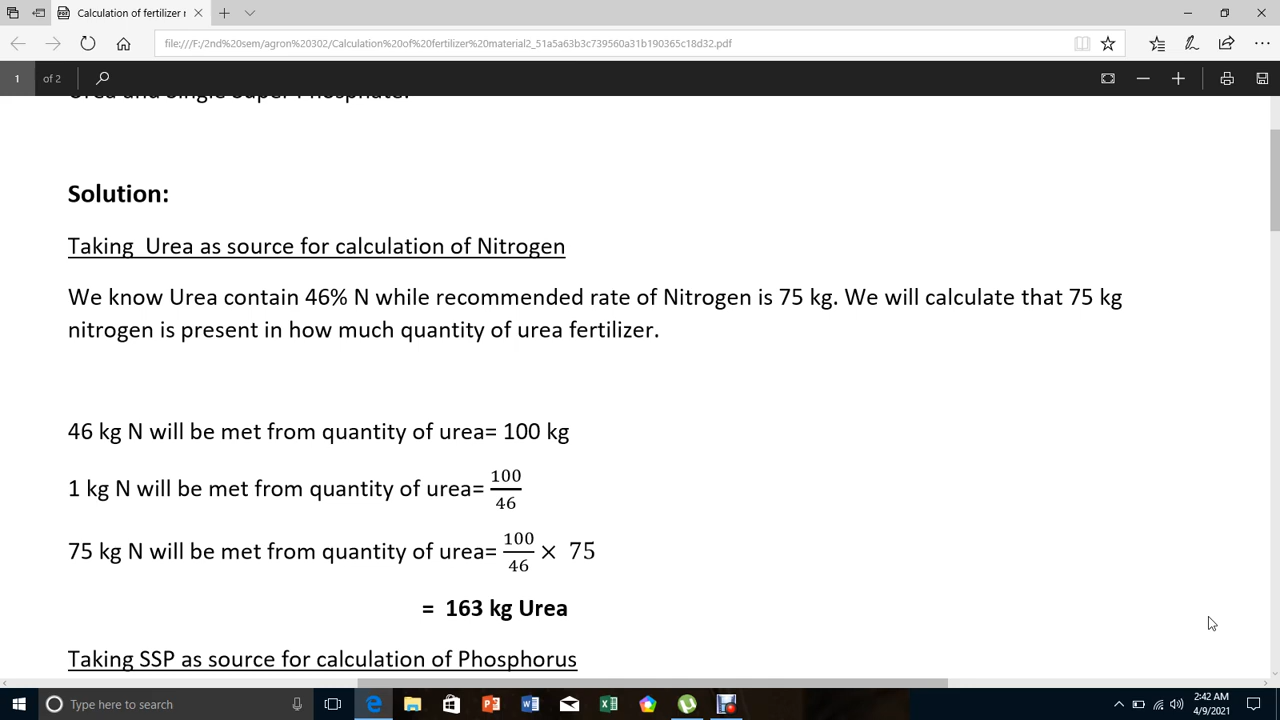 Calculation of fertilizer r
file:///F:/2nd%20sem/agron%20302/Calculation%20of%20fertilizer%20material2_51a5a63b3c739560a31b190365c18d32.pdf
1 of 2
Urea and Single Super Phosphate.
Solution:
Taking Urea as source for calculation of Nitrogen
We know Urea contain 46% N while recommended rate of Nitrogen is 75 kg. We will calculate that 75 kg
nitrogen is present in how much quantity of urea fertilizer.
46 kg N will be met from quantity of urea= 100 kg
1 kg N will be met from quantity of urea= 100/46
75 kg N will be met from quantity of urea= 100/46 × 75
= 163 kg Urea
Taking SSP as source for calculation of Phosphorus
Type here to search
2:42 AM
4/9/2021